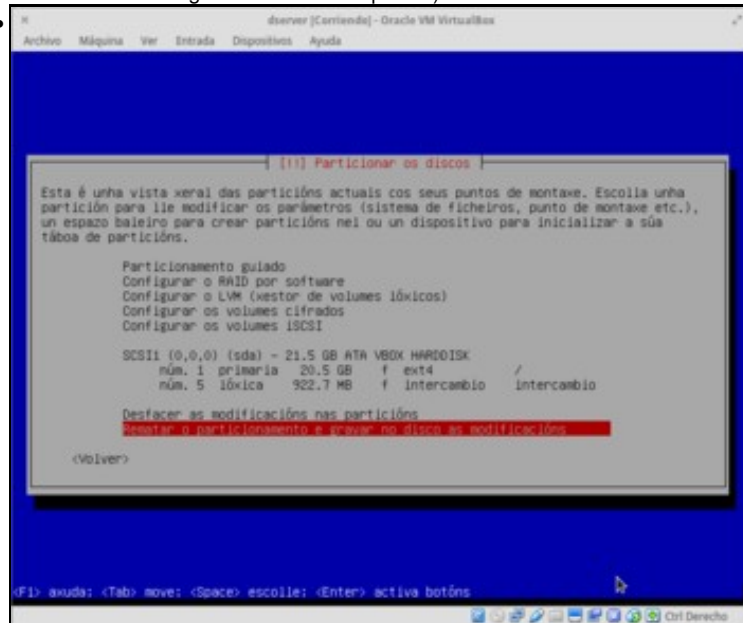 dserver [Corriendo] - Oracle VM VirtualBox
Archivo Máquina Ver Entrada Dispositivos Ayuda
[!!] Particionar os discos
Esta é unha vista xeral das particións actuais cos seus puntos de montaxe. Escolla unha
partición para lle modificar os parámetros (sistema de ficheiros, punto de montaxe etc.),
un espazo baleiro para crear particións nel ou un dispositivo para inicializar a súa
táboa de particións.
Particionamento guiado
Configurar o RAID por software
Configurar o LVM (xestor de volumes lóxicos)
Configurar os volumes cifrados
Configurar os volumes iSCSI
SCSI1 (0,0,0) (sda) - 21.5 GB ATA VBOX HARDDISK
núm. 1 primaria 20.5 GB f ext4 /
núm. 5 lóxica 922.7 MB f intercambio intercambio
Desfacer as modificacións nas particións
Rematar o particionamento e gravar no disco as modificacións
<Volver>
<F1> axuda; <Tab> move; <Space> escolle; <Enter> activa botóns
Ctrl Derecho